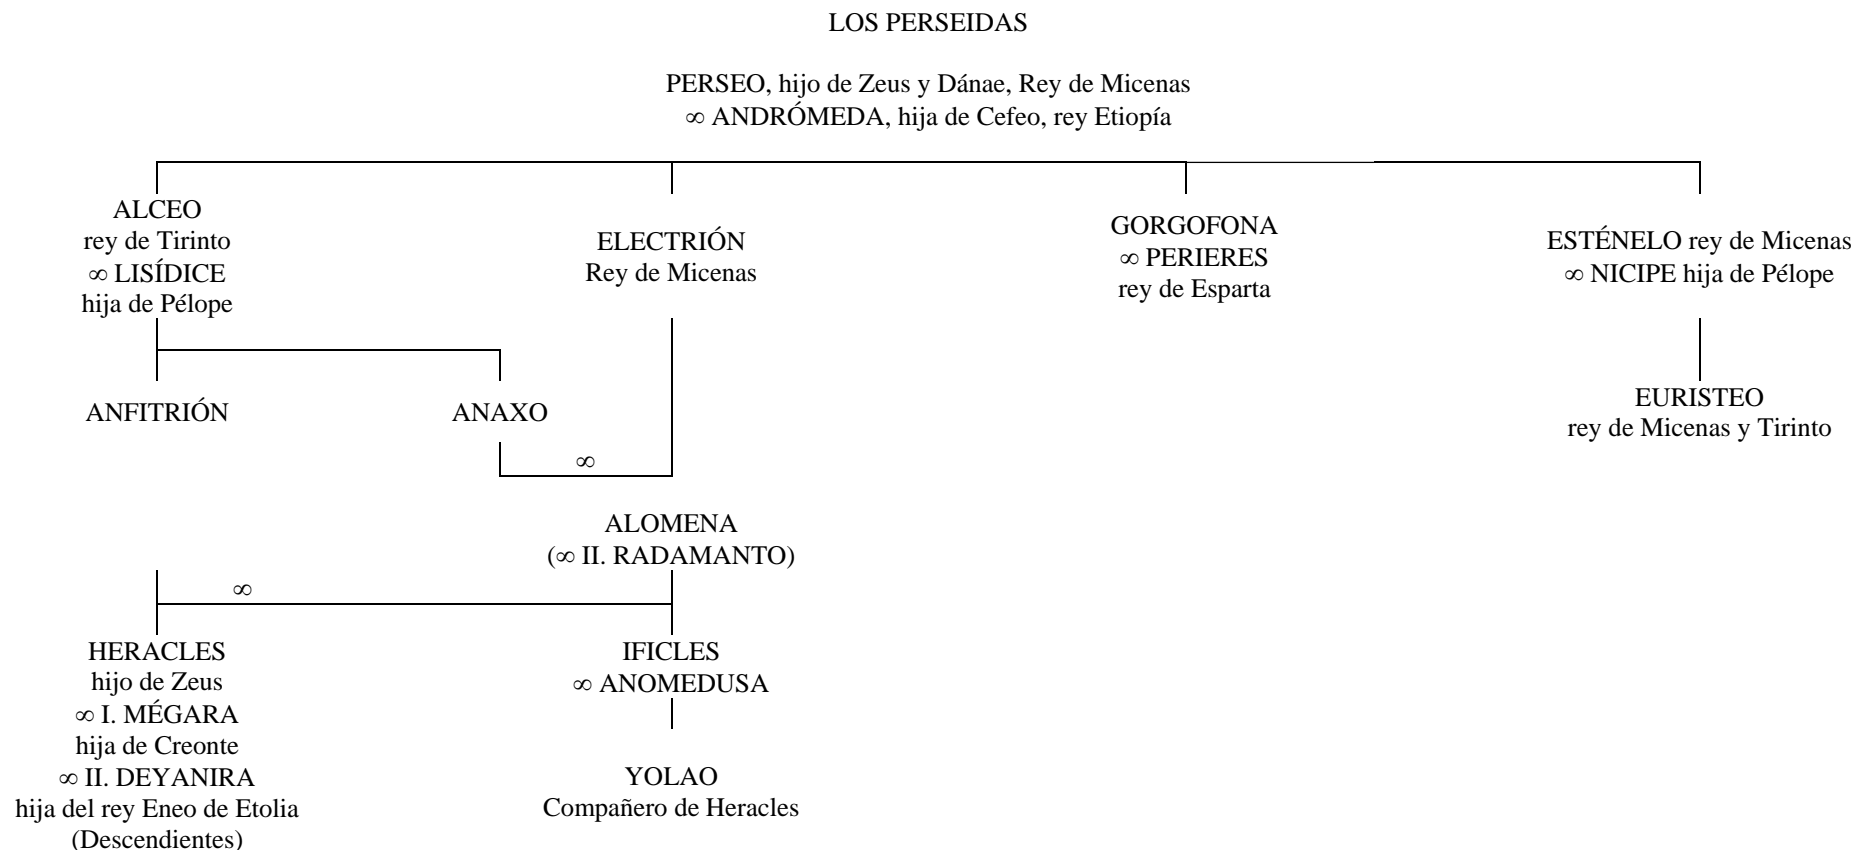 LOS PERSEIDAS
PERSEO, hijo de Zeus y Dánae, Rey de Micenas
∞ ANDRÓMEDA, hija de Cefeo, rey Etiopía
ALCEO
rey de Tirinto
∞ LISÍDICE
hija de Pélope
ELECTRIÓN
Rey de Micenas
GORGOFONA
∞ PERIERES
rey de Esparta
ESTÉNELO rey de Micenas
∞ NICIPE hija de Pélope
ANFITRIÓN
ANAXO
EURISTEO
rey de Micenas y Tirinto
∞
ALOMENA
(∞ II. RADAMANTO)
∞
HERACLES
hijo de Zeus
∞ I. MÉGARA
hija de Creonte
∞ II. DEYANIRA
hija del rey Eneo de Etolia
(Descendientes)
IFICLES
∞ ANOMEDUSA
YOLAO
Compañero de Heracles